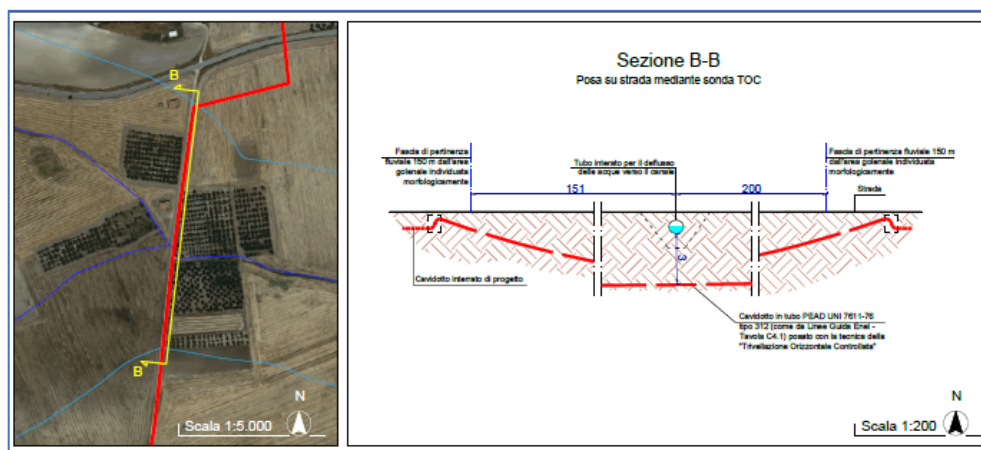 B
B
N
Scala 1:5.000
Sezione B-B
Posa su strada mediante sonda TOC
Fascia di pertinenza
fluviale 150 m dall'area
golenale individuata
morfologicamente
Tubo interrato per il deflusso
delle acque verso il canale
Fascia di pertinenza fluviale 150 m
dall'area golenale individuata
morfologicamente
151
200
Strada
3
Cavidotto interrato di progetto
Cavidotto in tubo PEAD UNI 7611-76
tipo 312 (come da Linee Guida Enel -
Tavola C4.1) posato con la tecnica della
"Trivellazione Orizzontale Controllata"
N
Scala 1:200